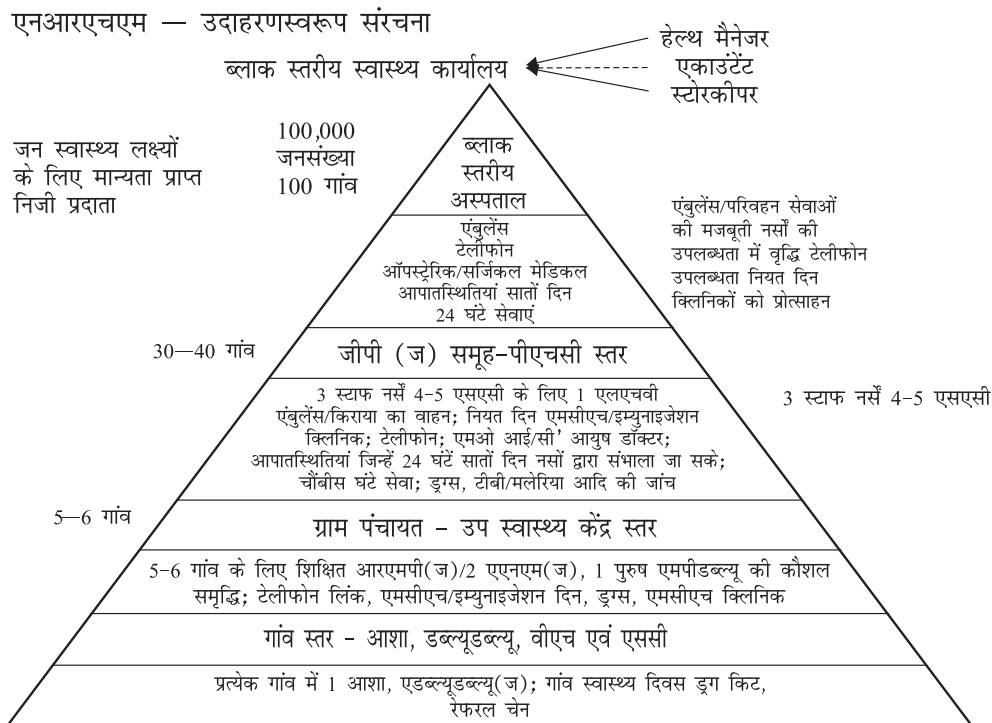 एनआरएचएम — उदाहरणस्वरूप संरचना
ब्लाक स्तरीय स्वास्थ्य कार्यालय
हेल्थ मैनेजर
एकाउंटेंट
स्टोरकीपर
जन स्वास्थ्य लक्ष्यों
के लिए मान्यता प्राप्त
निजी प्रदाता
100,000
जनसंख्या
100 गांव
ब्लाक
स्तरीय
अस्पताल
एंबुलेंस/परिवहन सेवाओं
की मजबूती नर्सों की
उपलब्धता में वृद्धि टेलीफोन
उपलब्धता नियत दिन
क्लिनिकों को प्रोत्साहन
एंबुलेंस
टेलीफोन
ऑपस्ट्रेरिक/सर्जिकल मेडिकल
आपातस्थितियां सातों दिन
24 घंटे सेवाएं
30—40 गांव
जीपी (ज) समूह-पीएचसी स्तर
3 स्टाफ नर्सें 4-5 एसएसी के लिए 1 एलएचवी
एंबुलेंस/किराया का वाहन; नियत दिन एमसीएच/इम्युनाइजेशन
क्लिनिक; टेलीफोन; एमओ आई/सी' आयुष डॉक्टर;
आपातस्थितियां जिन्हें 24 घंटें सातों दिन नसों द्वारा संभाला जा सके;
चौंबीस घंटे सेवा; ड्रग्स, टीबी/मलेरिया आदि की जांच
3 स्टाफ नर्सें 4-5 एसएसी
5—6 गांव
ग्राम पंचायत - उप स्वास्थ्य केंद्र स्तर
5-6 गांव के लिए शिक्षित आरएमपी(ज)/2 एएनएम(ज), 1 पुरुष एमपीडब्ल्यू की कौशल
समृद्धि; टेलीफोन लिंक, एमसीएच/इम्युनाइजेशन दिन, ड्रग्स, एमसीएच क्लिनिक
गांव स्तर - आशा, डब्ल्यूडब्ल्यू, वीएच एवं एससी
प्रत्येक गांव में 1 आशा, एडब्ल्यूडब्ल्यू(ज); गांव स्वास्थ्य दिवस ड्रग किट,
रेफरल चेन